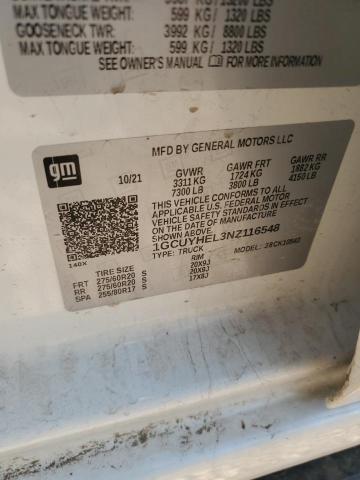 MAX TONGUE WEIGHT: 599 KG / 1320 LBS
GOOSENECK TWR: 3992 KG / 8800 LBS
MAX TONGUE WEIGHT: 599 KG / 1320 LBS
SEE OWNER'S MANUAL FOR MORE INFORMATION
gm
MFD BY GENERAL MOTORS LLC
10/21
GVWR GAWR FRT GAWR RR
3311 KG 1724 KG 1882 KG
7300 LB 3800 LB 4150 LB
THIS VEHICLE CONFORMS TO ALL
APPLICABLE U.S. FEDERAL MOTOR
VEHICLE SAFETY STANDARDS IN EFFECT ON
THE DATE OF MANUFACTURE SHOWN ABOVE.
1GCUYHEL3NZ116548
TYPE: TRUCK MODEL:
140X
RIM
FRT 275/60R20 S 20X9J
RR 275/60R20 S 20X9J
SPA 255/80R17 S 17X8J